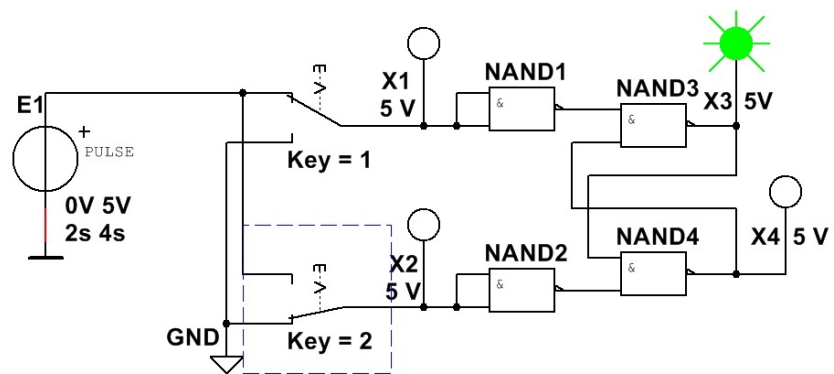 E1
+
PULSE
0V 5V
2s 4s
GND
Key = 1
Key = 2
X1
5 V
X2
5 V
NAND1
&
NAND2
&
NAND3
&
NAND4
&
X3 5V
X4 5 V